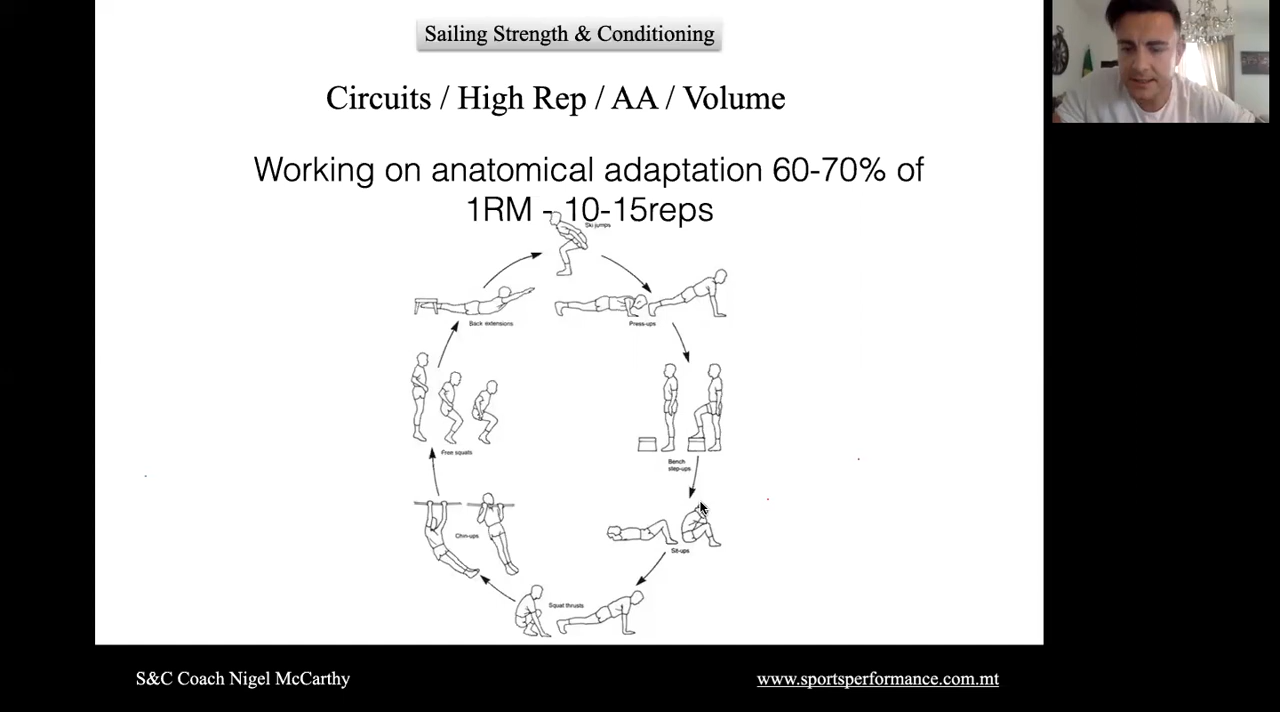 Sailing Strength & Conditioning
Circuits / High Rep / AA / Volume
Working on anatomical adaptation 60-70% of
1RM - 10-15reps
Ski jumps
Back extensions
Press-ups
Free squats
Bench
step-ups
Chin-ups
Sit-ups
Squat thrusts
S&C Coach Nigel McCarthy
www.sportsperformance.com.mt